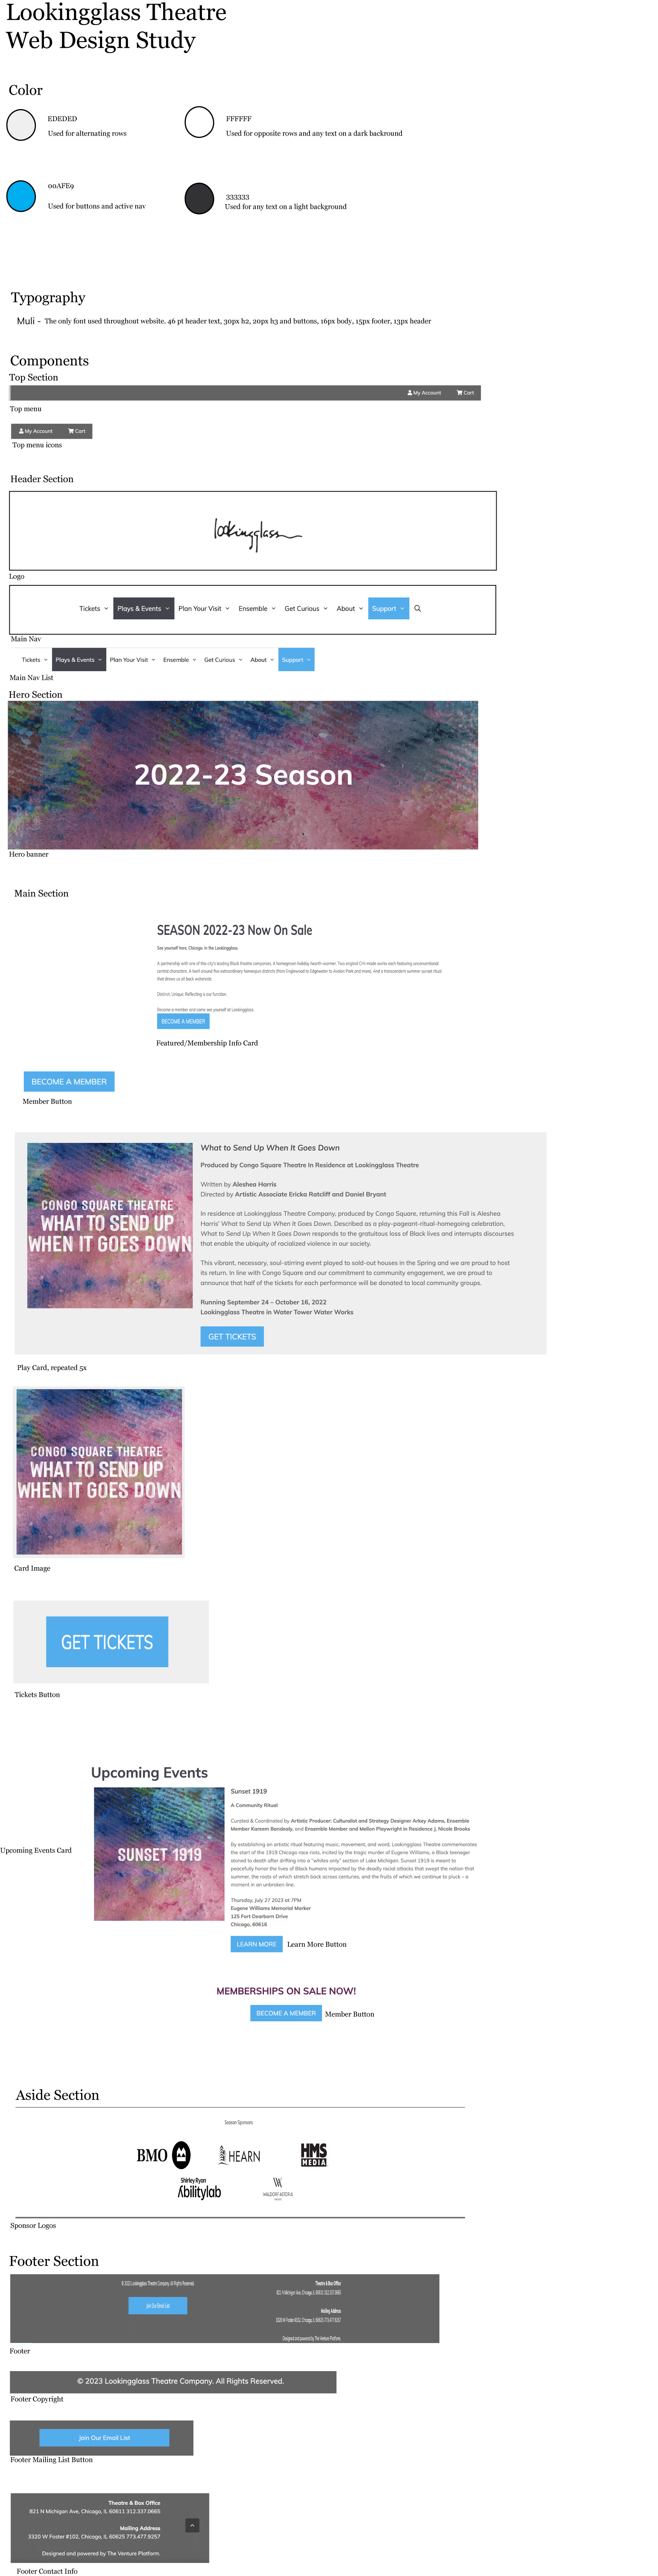 Lookingglass Theatre
Web Design Study
Color
EDEDED
Used for alternating rows
FFFFFF
Used for opposite rows and any text on a dark backround
00AFE9
Used for buttons and active nav
333333
Used for any text on a light background
Typography
Muli - The only font used throughout website. 46 pt header text, 30px h2, 20px h3 and buttons, 16px body, 15px footer, 13px header
Components
Top Section
My Account Cart
Top menu
My Account Cart
Top menu icons
Header Section
lookingglass
Logo
Tickets Plays & Events Plan Your Visit Ensemble Get Curious About Support
Main Nav
Tickets Plays & Events Plan Your Visit Ensemble Get Curious About Support
Main Nav List
Hero Section
2022-23 Season
Hero banner
Main Section
SEASON 2022-23 Now On Sale
See yourself here, Chicago. In the Lookingglass.
A partnership with one of this city's leading Black theatre companies. A homegrown holiday hearth-warmer. Two original CHI-made works each featuring unconventional
central characters. A twirl around five extraordinary homespun districts (from Englewood to Edgewater to Avalon Park and more). And a transcendent summer sunset ritual
that draws us all back waterside.
Distinct. Unique. Reflecting is our function.
Become a member and come see yourself at Lookingglass.
BECOME A MEMBER
Featured/Membership Info Card
BECOME A MEMBER
Member Button
CONGO SQUARE THEATRE
WHAT TO SEND UP
WHEN IT GOES DOWN
What to Send Up When It Goes Down
Produced by Congo Square Theatre In Residence at Lookingglass Theatre
Written by Aleshea Harris
Directed by Artistic Associate Ericka Ratcliff and Daniel Bryant
In residence at Lookingglass Theatre Company, produced by Congo Square, returning this Fall is Aleshea
Harris' What to Send Up When It Goes Down. Described as a play-pageant-ritual-homegoing celebration,
What to Send Up When It Goes Down responds to the gratuitous loss of Black lives and interrupts discourses
that enable the ubiquity of racialized violence in our society.
This vibrant, necessary, soul-stirring event played to sold-out houses in the Spring and we are proud to host
its return. In line with Congo Square and our commitment to community engagement, we are proud to
announce that half of the tickets for each performance will be donated to local community groups.
Running September 24 – October 16, 2022
Lookingglass Theatre in Water Tower Water Works
GET TICKETS
Play Card, repeated 5x
CONGO SQUARE THEATRE
WHAT TO SEND UP
WHEN IT GOES DOWN
Card Image
GET TICKETS
Tickets Button
Upcoming Events
Upcoming Events Card
SUNSET 1919
Sunset 1919
A Community Ritual
Curated & Coordinated by Artistic Producer: Culturalist and Strategy Designer Arkey Adams, Ensemble
Member Kareem Bandealy, and Ensemble Member and Mellon Playwright in Residence J. Nicole Brooks
By establishing an artistic ritual featuring music, movement, and word, Lookingglass Theatre commemorates
the start of the 1919 Chicago race riots, incited by the tragic murder of Eugene Williams, a Black teenager
stoned to death after drifting into a "whites only" section of Lake Michigan. Sunset 1919 is meant to
peacefully honor the lives of Black humans impacted by the deadly racial attacks that swept the nation that
summer, the roots of which stretch back across centuries, and the fruits of which we continue to pluck – a
moment in an unbroken line.
Thursday, July 27 2023 at 7PM
Eugene Williams Memorial Marker
125 Fort Dearborn Drive
Chicago, 60616
LEARN MORE Learn More Button
MEMBERSHIPS ON SALE NOW!
BECOME A MEMBER Member Button
Aside Section
Season Sponsors
BMO HEARN HMS
MEDIA
Shirley Ryan
Abilitylab
WALDORF ASTORIA
Sponsor Logos
Footer Section
© 2023 Lookingglass Theatre Company. All Rights Reserved.
Join Our Email List
Theatre & Box Office
821 N Michigan Ave, Chicago, IL 60611 312.337.0665
Mailing Address
3320 W Foster #102, Chicago, IL 60625 773.477.9257
Designed and powered by The Venture Platform.
Footer
© 2023 Lookingglass Theatre Company. All Rights Reserved.
Footer Copyright
Join Our Email List
Footer Mailing List Button
Theatre & Box Office
821 N Michigan Ave, Chicago, IL 60611 312.337.0665
Mailing Address
3320 W Foster #102, Chicago, IL 60625 773.477.9257
Designed and powered by The Venture Platform.
Footer Contact Info